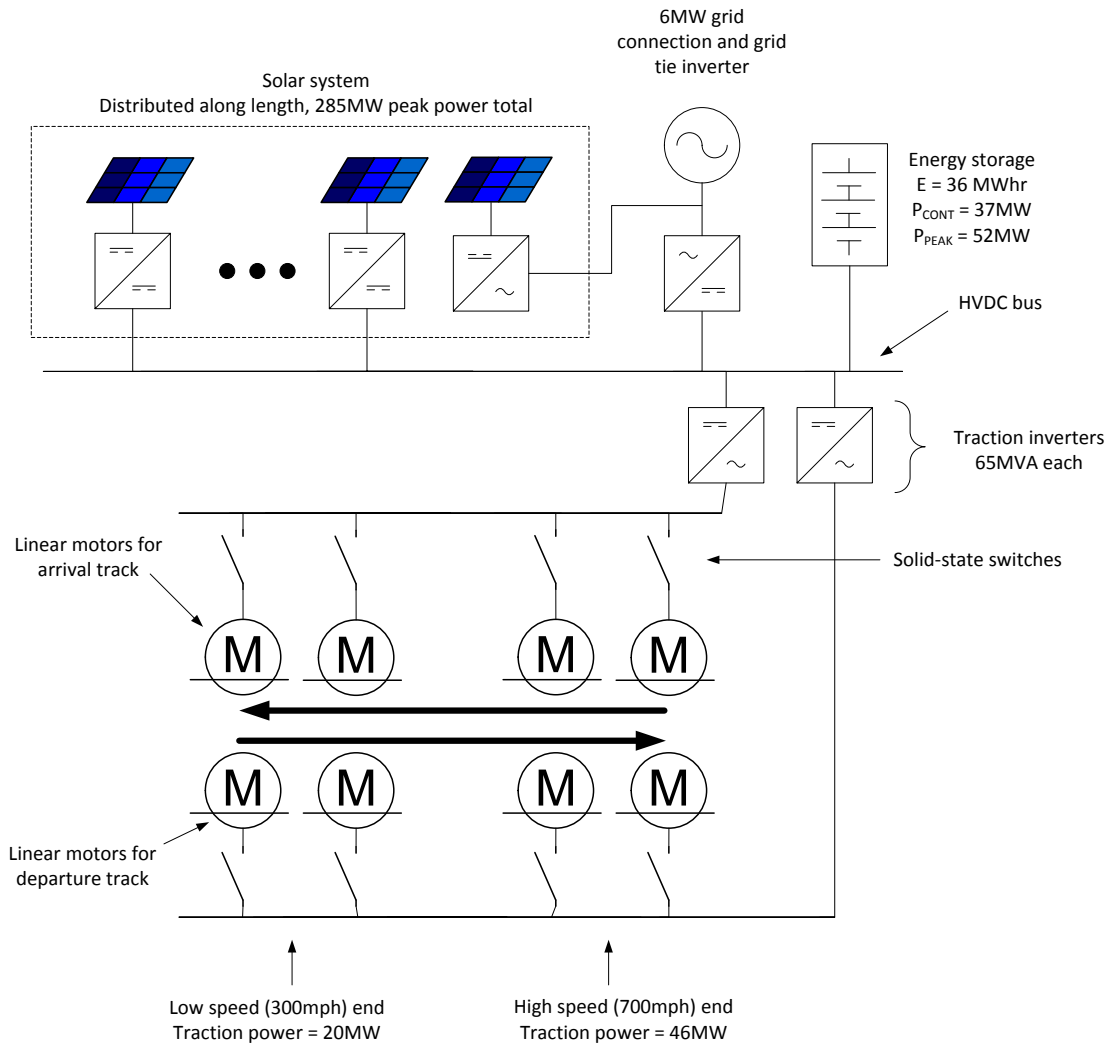 6MW grid
connection and grid
tie inverter
Solar system
Distributed along length, 285MW peak power total
Energy storage
E = 36 MWhr
PCONT = 37MW
PPEAK = 52MW
HVDC bus
Traction inverters
65MVA each
Linear motors for
arrival track
Solid-state switches
M
M
M
M
M
M
M
M
Linear motors for
departure track
Low speed (300mph) end
Traction power = 20MW
High speed (700mph) end
Traction power = 46MW